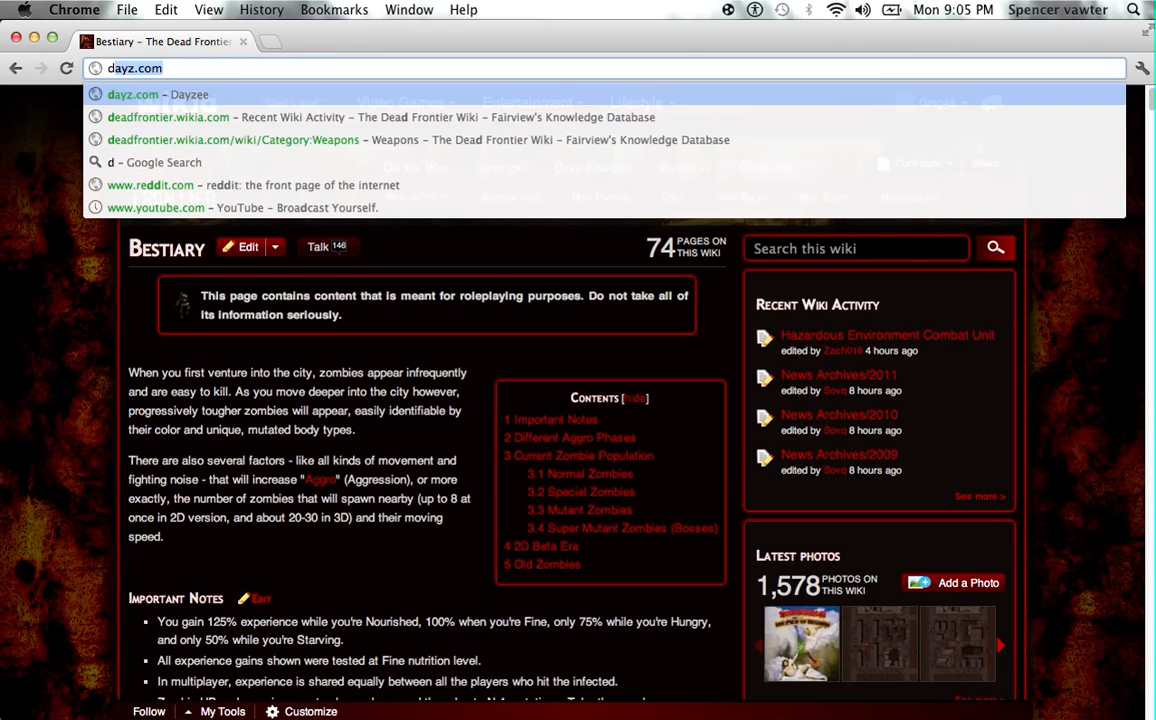 Chrome File Edit View History Bookmarks Window Help Mon 9:05 PM Spencer vawter
Bestiary – The Dead Frontier
dayz.com
dayz.com – Dayzee
deadfrontier.wikia.com – Recent Wiki Activity – The Dead Frontier Wiki – Fairview's Knowledge Database
deadfrontier.wikia.com/wiki/Category:Weapons – Weapons – The Dead Frontier Wiki – Fairview's Knowledge Database
d – Google Search
www.reddit.com – reddit: the front page of the internet
www.youtube.com – YouTube – Broadcast Yourself.
Video Games Entertainment Lifestyle
Contribute Share
Bestiary Edit Talk 146 74 PAGES ON THIS WIKI
Search this wiki
This page contains content that is meant for roleplaying purposes. Do not take all of
its information seriously.
When you first venture into the city, zombies appear infrequently
and are easy to kill. As you move deeper into the city however,
progressively tougher zombies will appear, easily identifiable by
their color and unique, mutated body types.
There are also several factors - like all kinds of movement and
fighting noise - that will increase "Aggro" (Aggression), or more
exactly, the number of zombies that will spawn nearby (up to 8 at
once in 2D version, and about 20-30 in 3D) and their moving
speed.
Contents [hide]
1 Important Notes
2 Different Aggro Phases
3 Current Zombie Population
3.1 Normal Zombies
3.2 Special Zombies
3.3 Mutant Zombies
3.4 Super Mutant Zombies (Bosses)
4 2D Beta Era
5 Old Zombies
Important Notes Edit
You gain 125% experience while you're Nourished, 100% when you're Fine, only 75% while you're Hungry,
and only 50% while you're Starving.
All experience gains shown were tested at Fine nutrition level.
In multiplayer, experience is shared equally between all the players who hit the infected.
Recent Wiki Activity
Hazardous Environment Combat Unit
edited by Zach016 4 hours ago
News Archives/2011
edited by Sovq 8 hours ago
News Archives/2010
edited by Sovq 8 hours ago
News Archives/2009
edited by Sovq 8 hours ago
See more >
Latest photos
1,578 PHOTOS ON THIS WIKI
Add a Photo
Follow My Tools Customize